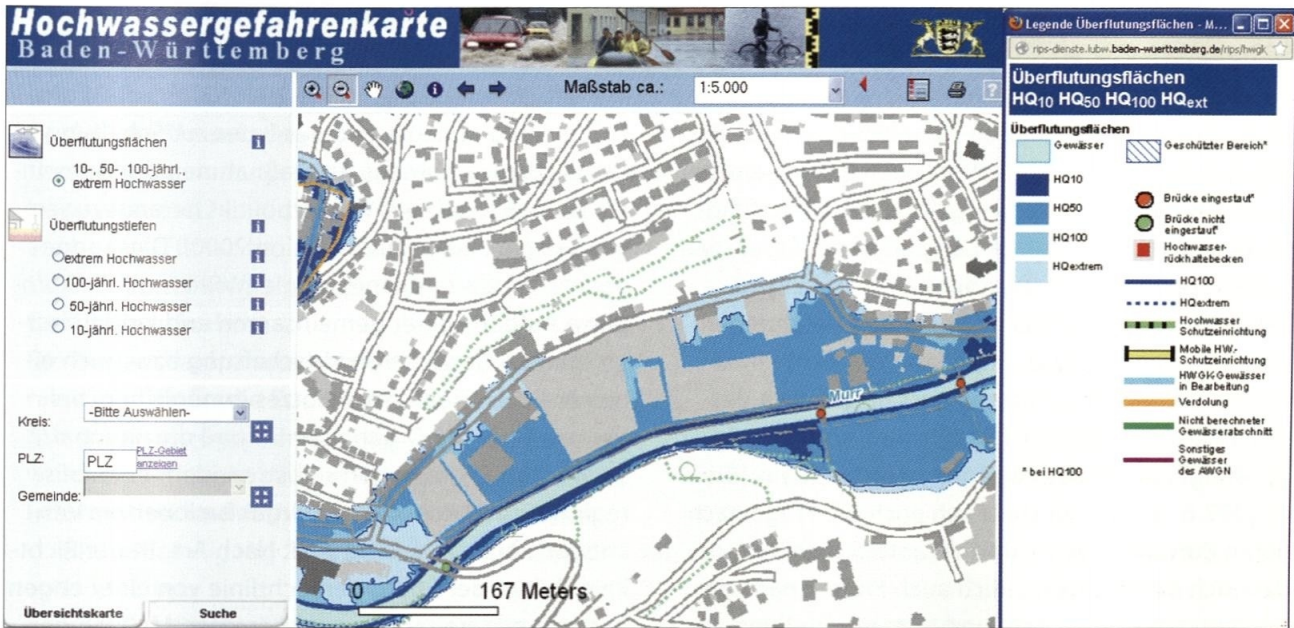 Hochwassergefahrenkarte
Baden-Württemberg
Maßstab ca.: 1:5.000
Überflutungsflächen
10-, 50-, 100-jährl.,
extrem Hochwasser
Überflutungstiefen
extrem Hochwasser
100-jährl. Hochwasser
50-jährl. Hochwasser
10-jährl. Hochwasser
Kreis: -Bitte Auswählen-
PLZ: PLZ PLZ-Gebiet
anzeigen
Gemeinde:
Übersichtskarte Suche
Murr
0 167 Meters
Legende Überflutungsflächen - M...
rips-dienste.lubw.baden-wuerttemberg.de/rips/hwgk
Überflutungsflächen
HQ10 HQ50 HQ100 HQext
Überflutungsflächen
Gewässer
HQ10
HQ50
HQ100
HQextrem
* bei HQ100
Geschützter Bereich*
Brücke eingestaut*
Brücke nicht
eingestaut*
Hochwasser-
rückhaltebecken
HQ100
HQextrem
Hochwasser
Schutzeinrichtung
Mobile HW-
Schutzeinrichtung
HWGK-Gewässer
in Bearbeitung
Verdolung
Nicht berechneter
Gewässerabschnitt
Sonstiges
Gewässer
des AWGN